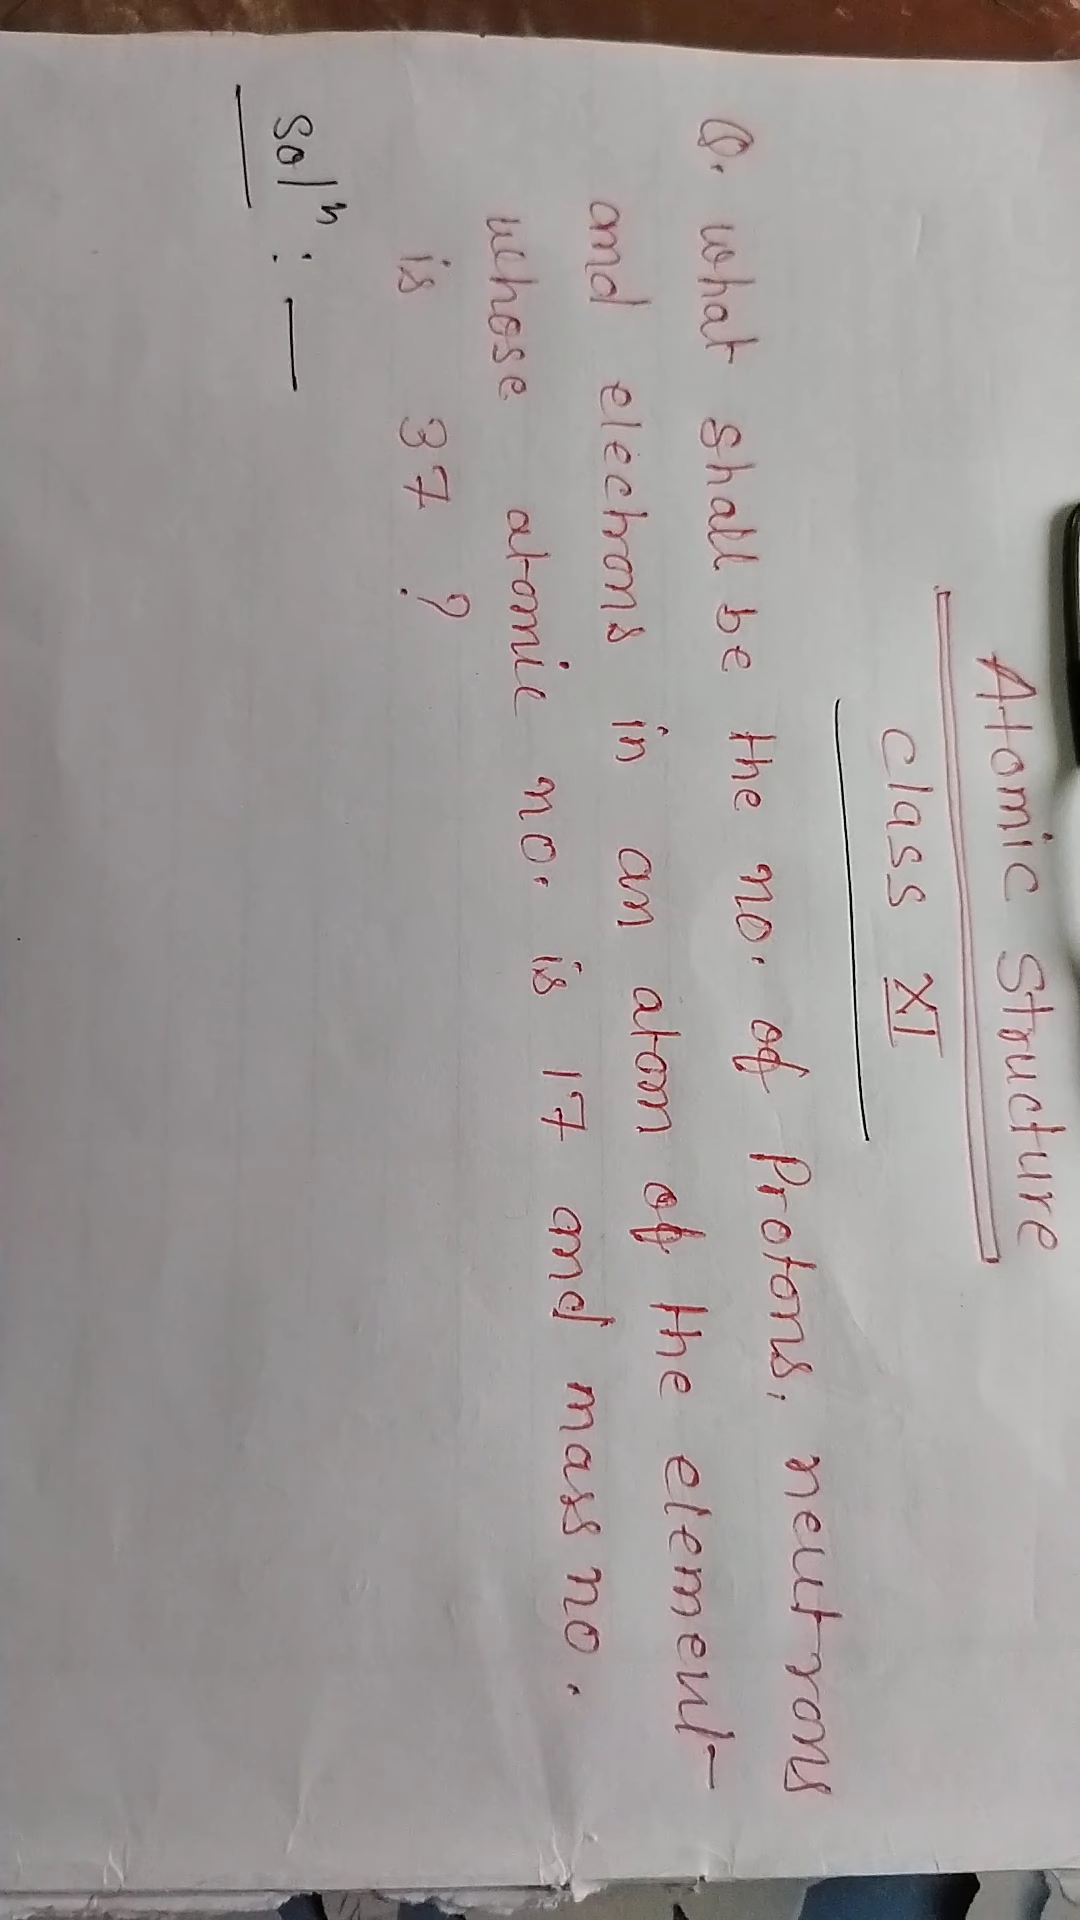 Atomic Structure
Class XI
Q. what shall be the no. of Protons, neutrons
and electrons in an atom of the element
whose atomic no. is 17 and mass no.
is 37 ?
Solⁿ : —